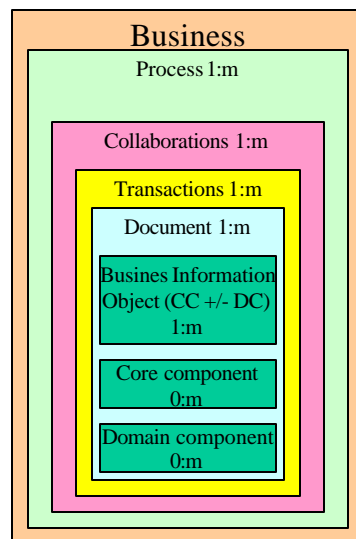 Business
Process 1:m
Collaborations 1:m
Transactions 1:m
Document 1:m
Busines Information
Object (CC +/- DC)
1:m
Core component
0:m
Domain component
0:m